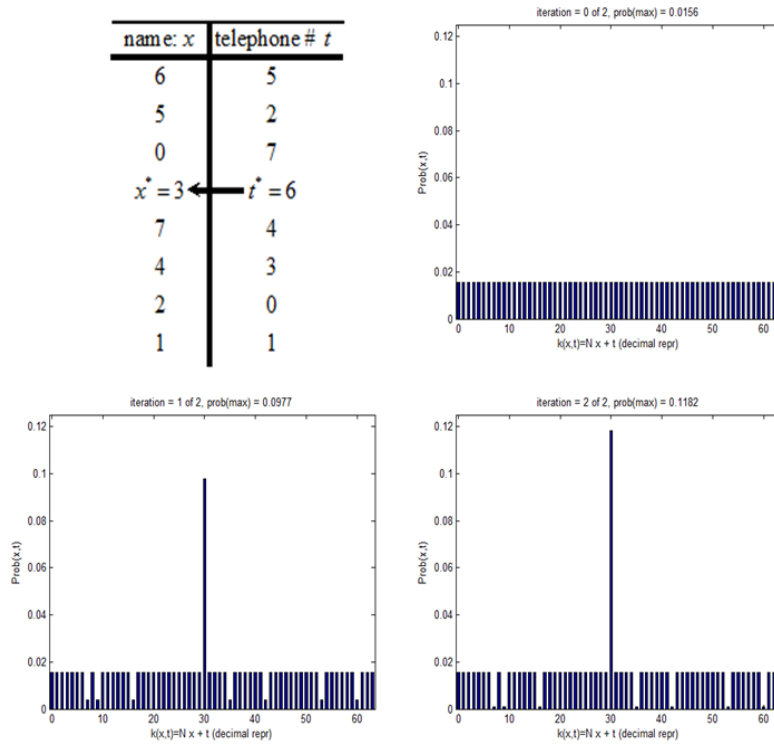 name: x telephone # t
6 5
5 2
0 7
x* = 3 t* = 6
7 4
4 3
2 0
1 1
iteration = 0 of 2, prob(max) = 0.0156
0.12
0.1
0.08
0.06
0.04
0.02
0
Prob(x,t)
0 10 20 30 40 50 60
k(x,t)=N x + t (decimal repr)
iteration = 1 of 2, prob(max) = 0.0977
0.12
0.1
0.08
0.06
0.04
0.02
0
Prob(x,t)
0 10 20 30 40 50 60
k(x,t)=N x + t (decimal repr)
iteration = 2 of 2, prob(max) = 0.1182
0.12
0.1
0.08
0.06
0.04
0.02
0
Prob(x,t)
0 10 20 30 40 50 60
k(x,t)=N x + t (decimal repr)